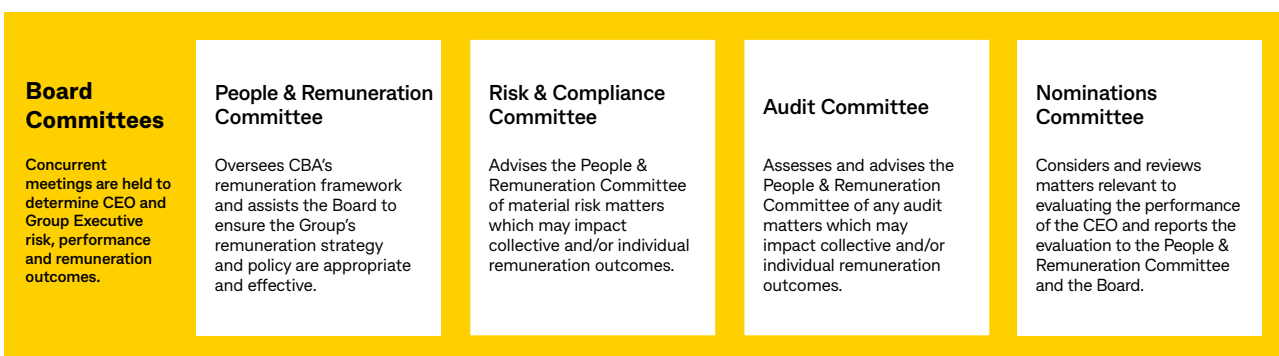 Board
Committees
Concurrent
meetings are held to
determine CEO and
Group Executive
risk, performance
and remuneration
outcomes.
People & Remuneration
Committee
Oversees CBA’s
remuneration framework
and assists the Board to
ensure the Group’s
remuneration strategy
and policy are appropriate
and effective.
Risk & Compliance
Committee
Advises the People &
Remuneration Committee
of material risk matters
which may impact
collective and/or individual
remuneration outcomes.
Audit Committee
Assesses and advises the
People & Remuneration
Committee of any audit
matters which may
impact collective and/or
individual remuneration
outcomes.
Nominations
Committee
Considers and reviews
matters relevant to
evaluating the performance
of the CEO and reports the
evaluation to the People &
Remuneration Committee
and the Board.